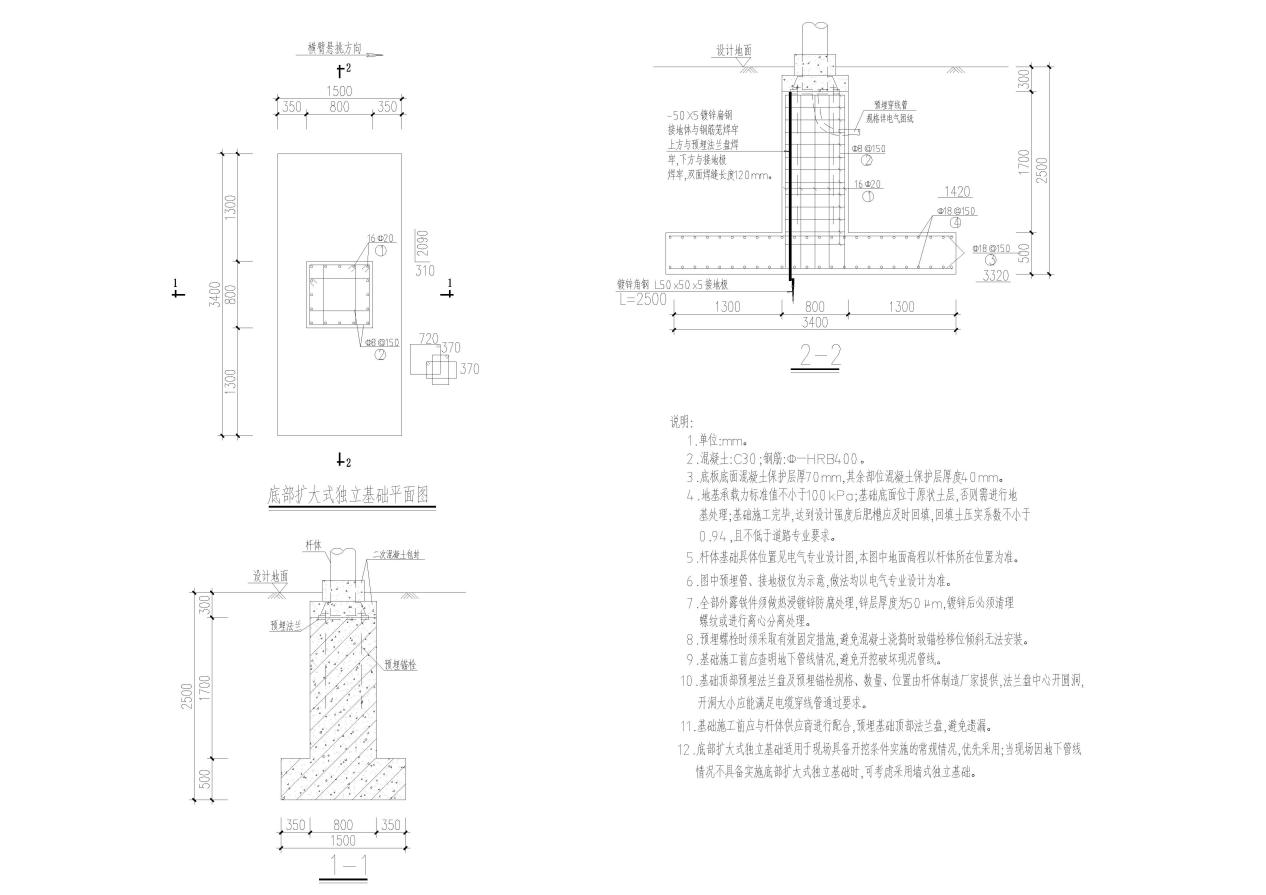 横臂悬挑方向
2
1500
350 800 350
1300
3400
800
1300
16Φ20
①
2090
310
1 1
Φ8@150
②
720
370
370
2
底部扩大式独立基础平面图
杆体
二次混凝土包封
设计地面
预埋法兰
预埋锚栓
300
1700
2500
500
350 800 350
1500
1-1
设计地面
-50X5镀锌扁钢
接地体与钢筋笼焊牢
上方与预埋法兰盘焊
牢,下方与接地极
焊牢,双面焊缝长度120mm。
预埋穿线管
规格详电气图纸
Φ8@150
②
16Φ20
①
1420
Φ18@150
④
Φ18@150
③
3320
300
1700
2500
500
镀锌角钢 L50x50x5接地极
L=2500
1300 800 1300
3400
2-2
说明:
1.单位:mm。
2.混凝土:C30;钢筋:Φ—HRB400。
3.底板底面混凝土保护层厚70mm,其余部位混凝土保护层厚度40mm。
4.地基承载力标准值不小于100kPa;基础底面位于原状土层,否则需进行地
基处理;基础施工完毕,达到设计强度后肥槽应及时回填,回填土压实系数不小于
0.94,且不低于道路专业要求。
5.杆体基础具体位置见电气专业设计图,本图中地面高程以杆体所在位置为准。
6.图中预埋管、接地极仅为示意,做法均以电气专业设计为准。
7.全部外露铁件须做热浸镀锌防腐处理,锌层厚度为50μm,镀锌后必须清理
螺纹或进行离心分离处理。
8.预埋螺栓时须采取有效固定措施,避免混凝土浇捣时致锚栓移位倾斜无法安装。
9.基础施工前应查明地下管线情况,避免开挖破坏现况管线。
10.基础顶部预埋法兰盘及预埋锚栓规格、数量、位置由杆体制造厂家提供,法兰盘中心开圆洞,
开洞大小应能满足电缆穿线管通过要求。
11.基础施工前应与杆体供应商进行配合,预埋基础顶部法兰盘,避免遗漏。
12.底部扩大式独立基础适用于现场具备开挖条件实施的常规情况,优先采用;当现场因地下管线
情况不具备实施底部扩大式独立基础时,可考虑采用墙式独立基础。